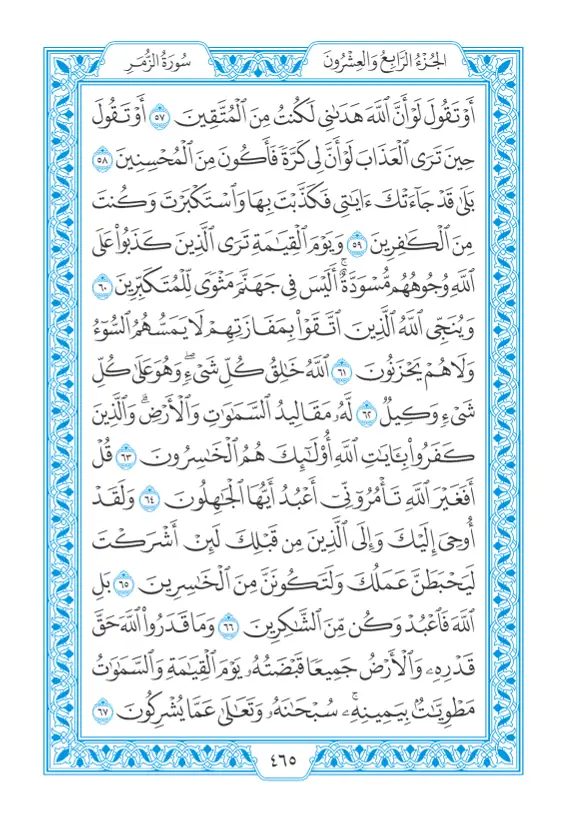 الجُزْءُ الرَّابِعُ وَالعِشْرُونَ
سُورَةُ الزُّمَرِ
أَوْ تَقُولَ لَوْ أَنَّ ٱللَّهَ هَدَىٰنِى لَكُنتُ مِنَ ٱلْمُتَّقِينَ ٥٧ أَوْ تَقُولَ
حِينَ تَرَى ٱلْعَذَابَ لَوْ أَنَّ لِى كَرَّةً فَأَكُونَ مِنَ ٱلْمُحْسِنِينَ ٥٨
بَلَىٰ قَدْ جَآءَتْكَ ءَايَٰتِى فَكَذَّبْتَ بِهَا وَٱسْتَكْبَرْتَ وَكُنتَ
مِنَ ٱلْكَٰفِرِينَ ٥٩ وَيَوْمَ ٱلْقِيَٰمَةِ تَرَى ٱلَّذِينَ كَذَبُوا۟ عَلَى
ٱللَّهِ وُجُوهُهُم مُّسْوَدَّةٌ ۚ أَلَيْسَ فِى جَهَنَّمَ مَثْوًى لِّلْمُتَكَبِّرِينَ ٦٠
وَيُنَجِّى ٱللَّهُ ٱلَّذِينَ ٱتَّقَوْا۟ بِمَفَازَتِهِمْ لَا يَمَسُّهُمُ ٱلسُّوٓءُ
وَلَا هُمْ يَحْزَنُونَ ٦١ ٱللَّهُ خَٰلِقُ كُلِّ شَىْءٍ ۖ وَهُوَ عَلَىٰ كُلِّ
شَىْءٍ وَكِيلٌ ٦٢ لَّهُۥ مَقَالِيدُ ٱلسَّمَٰوَٰتِ وَٱلْأَرْضِ ۗ وَٱلَّذِينَ
كَفَرُوا۟ بِـَٔايَٰتِ ٱللَّهِ أُو۟لَٰٓئِكَ هُمُ ٱلْخَٰسِرُونَ ٦٣ قُلْ
أَفَغَيْرَ ٱللَّهِ تَأْمُرُوٓنِّىٓ أَعْبُدُ أَيُّهَا ٱلْجَٰهِلُونَ ٦٤ وَلَقَدْ
أُوحِىَ إِلَيْكَ وَإِلَى ٱلَّذِينَ مِن قَبْلِكَ لَئِنْ أَشْرَكْتَ
لَيَحْبَطَنَّ عَمَلُكَ وَلَتَكُونَنَّ مِنَ ٱلْخَٰسِرِينَ ٦٥ بَلِ
ٱللَّهَ فَٱعْبُدْ وَكُن مِّنَ ٱلشَّٰكِرِينَ ٦٦ وَمَا قَدَرُوا۟ ٱللَّهَ حَقَّ
قَدْرِهِۦ وَٱلْأَرْضُ جَمِيعًا قَبْضَتُهُۥ يَوْمَ ٱلْقِيَٰمَةِ وَٱلسَّمَٰوَٰتُ
مَطْوِيَّٰتٌۢ بِيَمِينِهِۦ ۚ سُبْحَٰنَهُۥ وَتَعَٰلَىٰ عَمَّا يُشْرِكُونَ ٦٧
٤٦٥